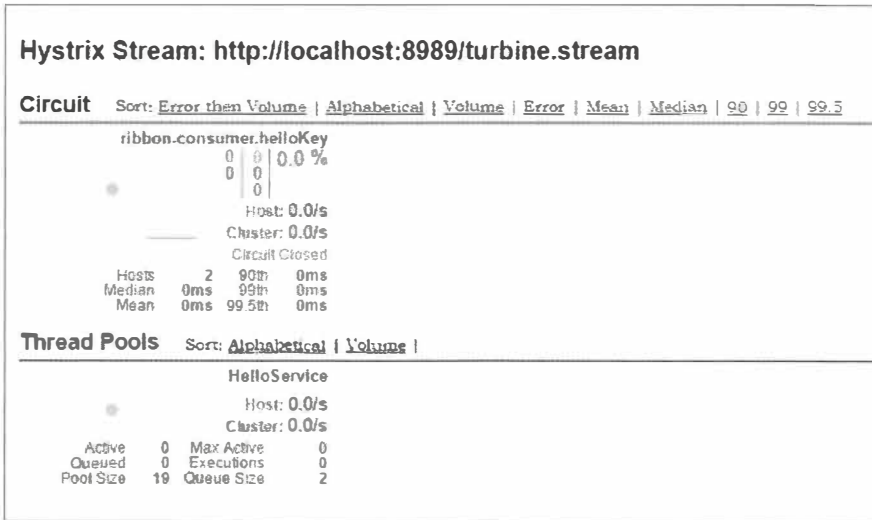 Hystrix Stream: http://localhost:8989/turbine.stream
Circuit Sort: Error then Volume | Alphabetical | Volume | Error | Mean | Median | 90 | 99 | 99.5
ribbon-consumer.helloKey
0 0 0.0 %
0 0
0
Host: 0.0/s
Cluster: 0.0/s
Circuit Closed
Hosts 2 90th 0ms
Median 0ms 99th 0ms
Mean 0ms 99.5th 0ms
Thread Pools Sort: Alphabetical | Volume |
HelloService
Host: 0.0/s
Cluster: 0.0/s
Active 0 Max Active 0
Queued 0 Executions 0
Pool Size 19 Queue Size 2